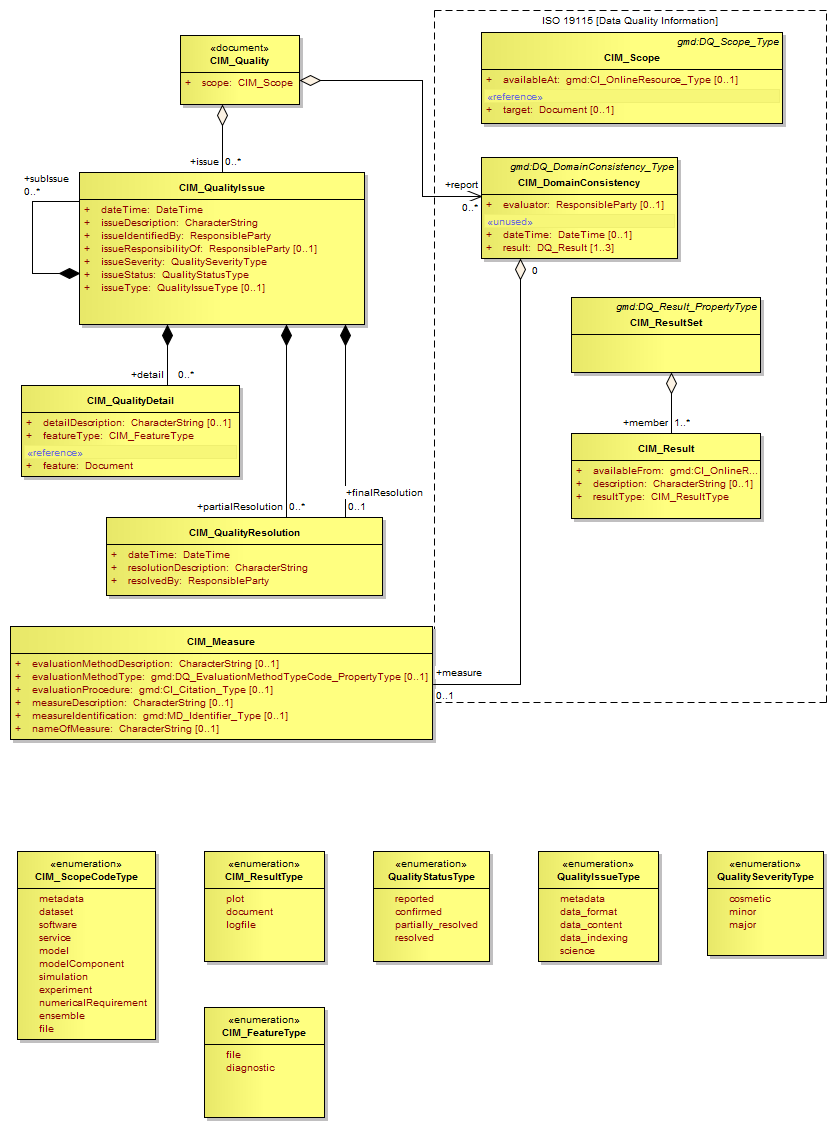 ISO 19115 [Data Quality Information]
«document»
CIM_Quality
+ scope: CIM_Scope
gmd:DQ_Scope_Type
CIM_Scope
+ availableAt: gmd:CI_OnlineResource_Type [0..1]
«reference»
+ target: Document [0..1]
+issue 0..*
+subIssue
0..*
CIM_QualityIssue
+ dateTime: DateTime
+ issueDescription: CharacterString
+ issueIdentifiedBy: ResponsibleParty
+ issueResponsibilityOf: ResponsibleParty [0..1]
+ issueSeverity: QualitySeverityType
+ issueStatus: QualityStatusType
+ issueType: QualityIssueType [0..1]
+report
0..*
gmd:DQ_DomainConsistency_Type
CIM_DomainConsistency
+ evaluator: ResponsibleParty [0..1]
«unused»
+ dateTime: DateTime [0..1]
+ result: DQ_Result [1..3]
0
gmd:DQ_Result_PropertyType
CIM_ResultSet
+member 1..*
CIM_Result
+ availableFrom: gmd:CI_OnlineR...
+ description: CharacterString [0..1]
+ resultType: CIM_ResultType
+detail 0..*
CIM_QualityDetail
+ detailDescription: CharacterString [0..1]
+ featureType: CIM_FeatureType
«reference»
+ feature: Document
+partialResolution 0..*
+finalResolution
0..1
CIM_QualityResolution
+ dateTime: DateTime
+ resolutionDescription: CharacterString
+ resolvedBy: ResponsibleParty
CIM_Measure
+ evaluationMethodDescription: CharacterString [0..1]
+ evaluationMethodType: gmd:DQ_EvaluationMethodTypeCode_PropertyType [0..1]
+ evaluationProcedure: gmd:CI_Citation_Type [0..1]
+ measureDescription: CharacterString [0..1]
+ measureIdentification: gmd:MD_Identifier_Type [0..1]
+ nameOfMeasure: CharacterString [0..1]
+measure
0..1
«enumeration»
CIM_ScopeCodeType
metadata
dataset
software
service
model
modelComponent
simulation
experiment
numericalRequirement
ensemble
file
«enumeration»
CIM_ResultType
plot
document
logfile
«enumeration»
QualityStatusType
reported
confirmed
partially_resolved
resolved
«enumeration»
QualityIssueType
metadata
data_format
data_content
data_indexing
science
«enumeration»
QualitySeverityType
cosmetic
minor
major
«enumeration»
CIM_FeatureType
file
diagnostic